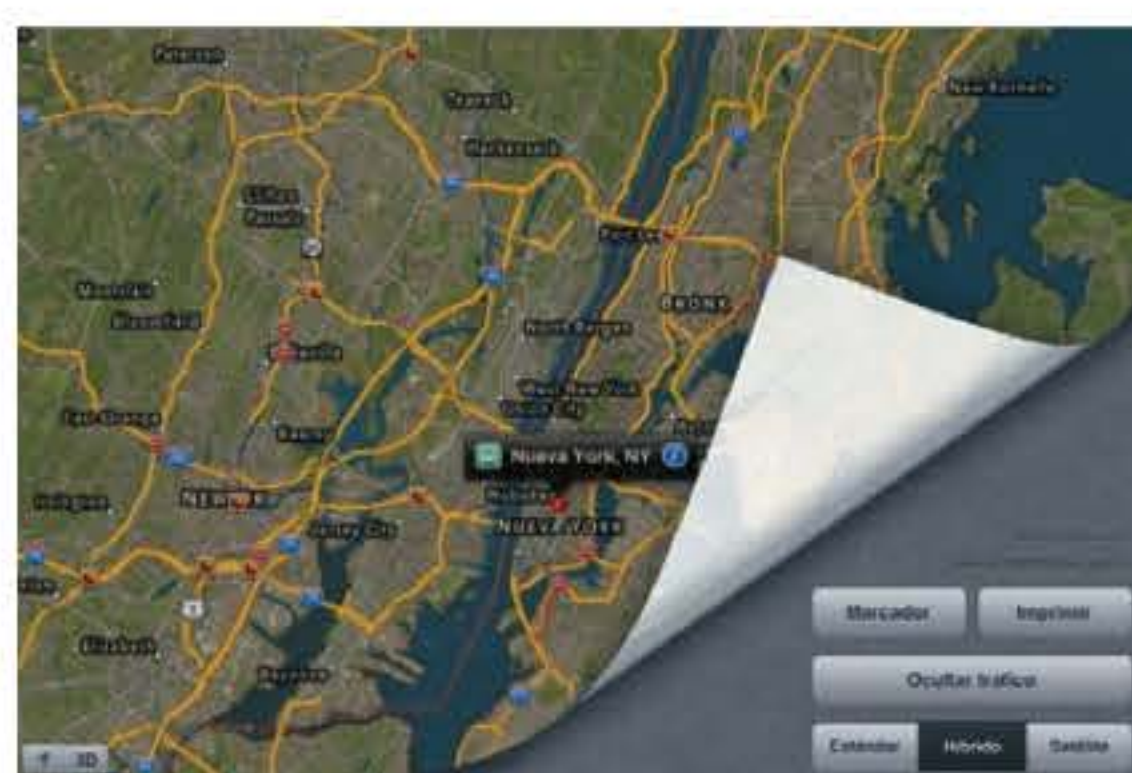 Paterson
Teaneck
Hackensack
New Rochelle
Clifton
Passaic
Montclair
Bloomfield
BRONX
North Bergen
West New York
Union City
East Orange
Kearny
Nueva York, NY
NEWARK
Jersey City
NUEVA YORK
Elizabeth
Bayonne
3D
Marcador
Imprimir
Ocultar tráfico
Estándar
Híbrido
Satélite